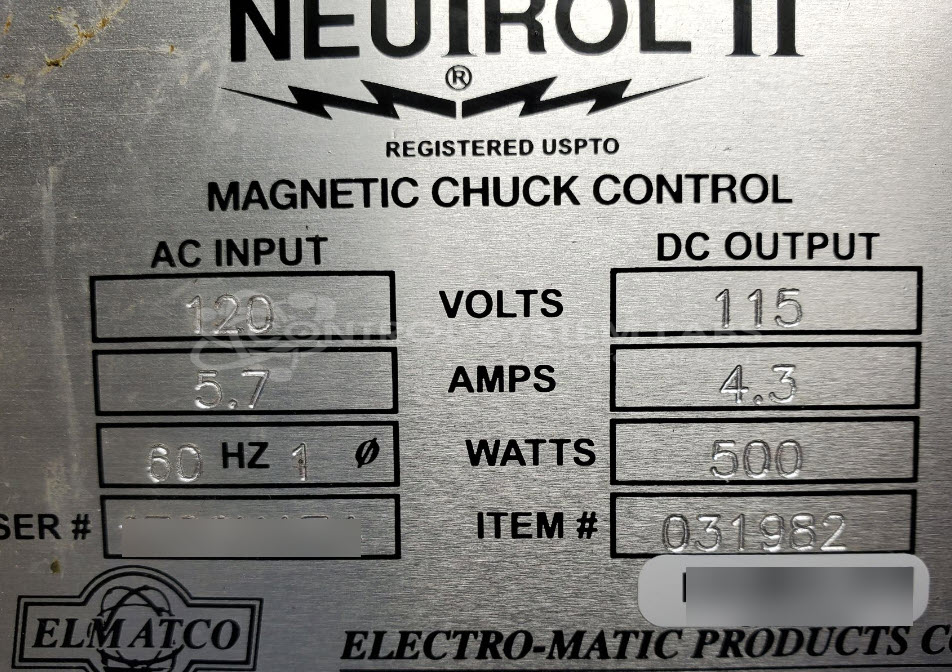 NEUTROL II
®
REGISTERED USPTO
MAGNETIC CHUCK CONTROL
AC INPUT DC OUTPUT
120 VOLTS 115
5.7 AMPS 4.3
60 HZ 1 Ø WATTS 500
SER # ITEM # 031982
ELMATCO
ELECTRO-MATIC PRODUCTS C